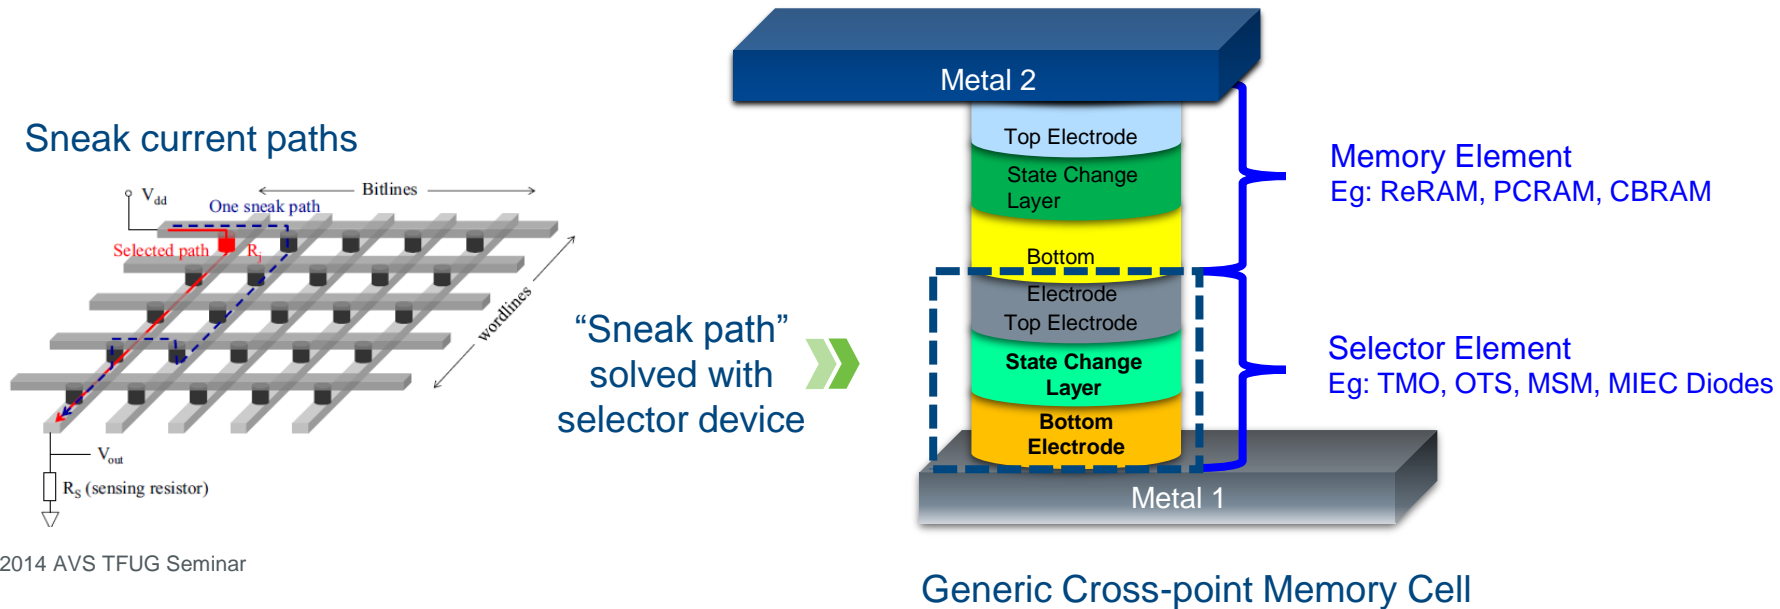 Sneak current paths
Vdd
Bitlines
One sneak path
Selected path
Rj
wordlines
Vout
RS (sensing resistor)
2014 AVS TFUG Seminar
“Sneak path”
solved with
selector device
Metal 2
Top Electrode
State Change
Layer
Bottom
Electrode
Top Electrode
State Change
Layer
Bottom
Electrode
Metal 1
Memory Element
Eg: ReRAM, PCRAM, CBRAM
Selector Element
Eg: TMO, OTS, MSM, MIEC Diodes
Generic Cross-point Memory Cell